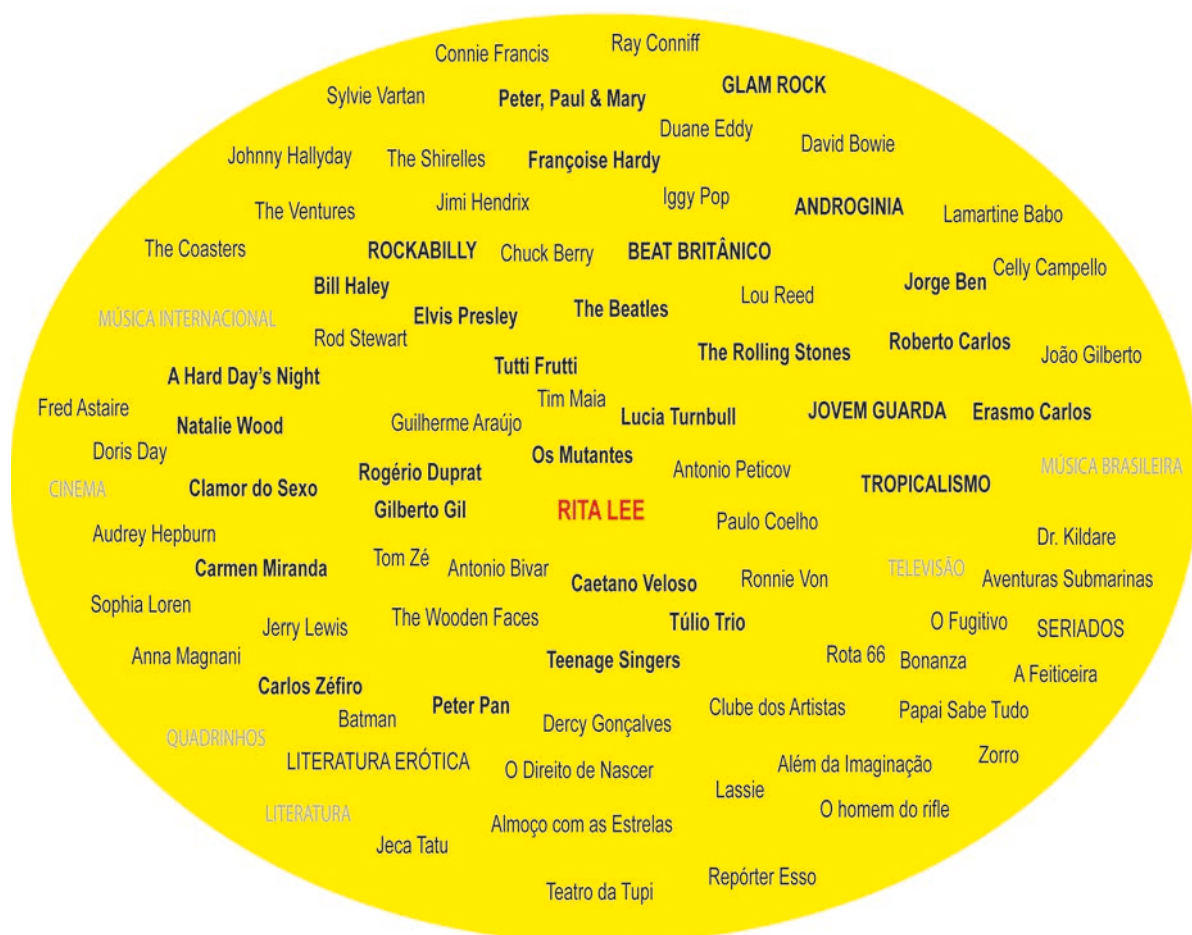 Ray Conniff
Connie Francis
GLAM ROCK
Sylvie Vartan
Peter, Paul & Mary
Duane Eddy
David Bowie
Johnny Hallyday
The Shirelles
Françoise Hardy
Iggy Pop
The Ventures
Jimi Hendrix
ANDROGINIA
Lamartine Babo
The Coasters
ROCKABILLY
Chuck Berry
BEAT BRITÂNICO
Celly Campello
Bill Haley
Jorge Ben
MÚSICA INTERNACIONAL
Elvis Presley
The Beatles
Lou Reed
Rod Stewart
Roberto Carlos
João Gilberto
A Hard Day's Night
Tutti Frutti
The Rolling Stones
Fred Astaire
Natalie Wood
Guilherme Araújo
Tim Maia
Lucia Turnbull
JOVEM GUARDA
Erasmo Carlos
Doris Day
Os Mutantes
Antonio Peticov
MÚSICA BRASILEIRA
CINEMA
Clamor do Sexo
Rogério Duprat
TROPICALISMO
Gilberto Gil
RITA LEE
Paulo Coelho
Audrey Hepburn
Dr. Kildare
Carmen Miranda
Tom Zé
Antonio Bivar
Caetano Veloso
Ronnie Von
TELEVISÃO
Aventuras Submarinas
Sophia Loren
Jerry Lewis
The Wooden Faces
Túlio Trio
O Fugitivo
SERIADOS
Anna Magnani
Teenage Singers
Rota 66
Bonanza
A Feiticeira
Carlos Zéfiro
Batman
Peter Pan
Dercy Gonçalves
Clube dos Artistas
Papai Sabe Tudo
QUADRINHOS
LITERATURA ERÓTICA
O Direito de Nascer
Além da Imaginação
Zorro
Lassie
LITERATURA
Almoço com as Estrelas
O homem do rifle
Jeca Tatu
Teatro da Tupi
Repórter Esso